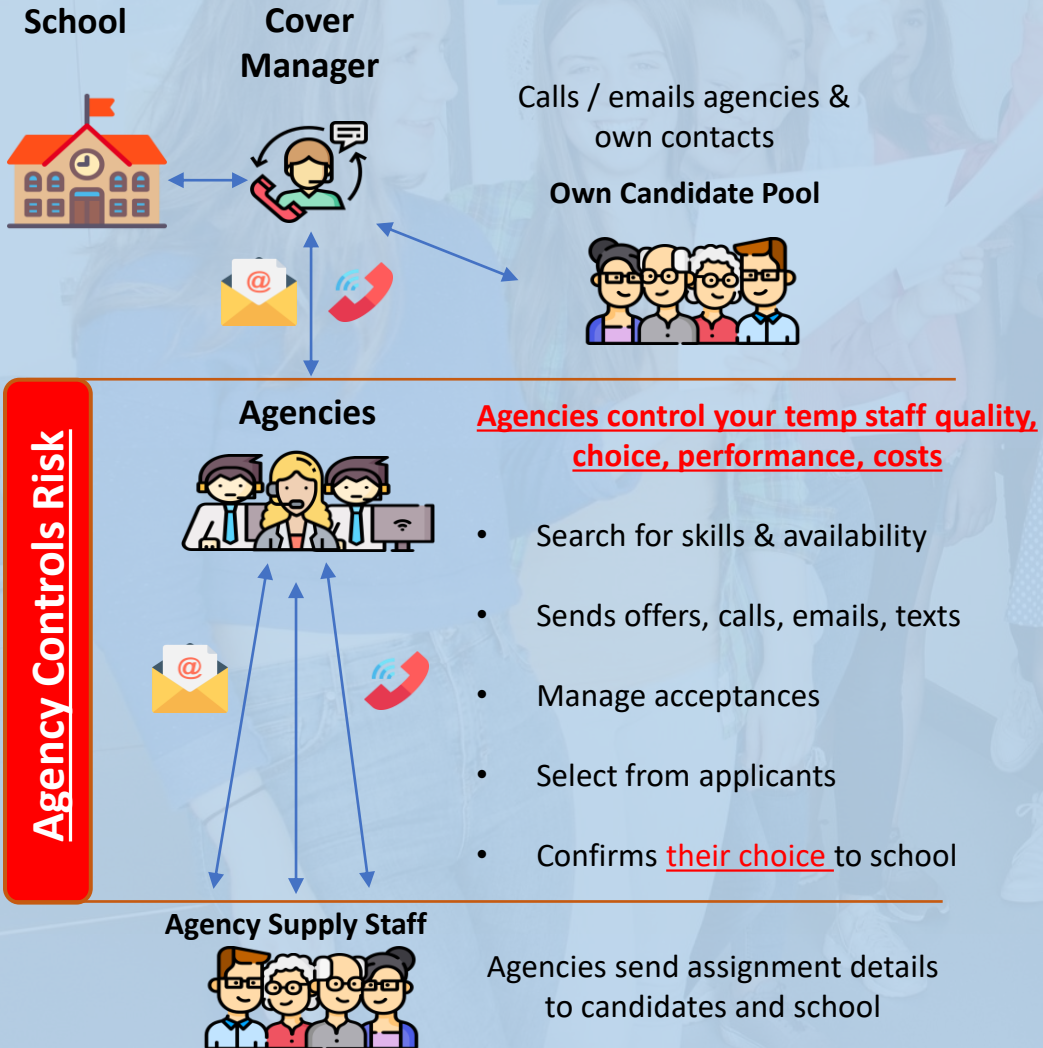 School
Cover
Manager
Calls / emails agencies &
own contacts
Own Candidate Pool
@
Agency Controls Risk
Agencies
Agencies control your temp staff quality,
choice, performance, costs
• Search for skills & availability
• Sends offers, calls, emails, texts
@
• Manage acceptances
• Select from applicants
• Confirms their choice to school
Agency Supply Staff
Agencies send assignment details
to candidates and school